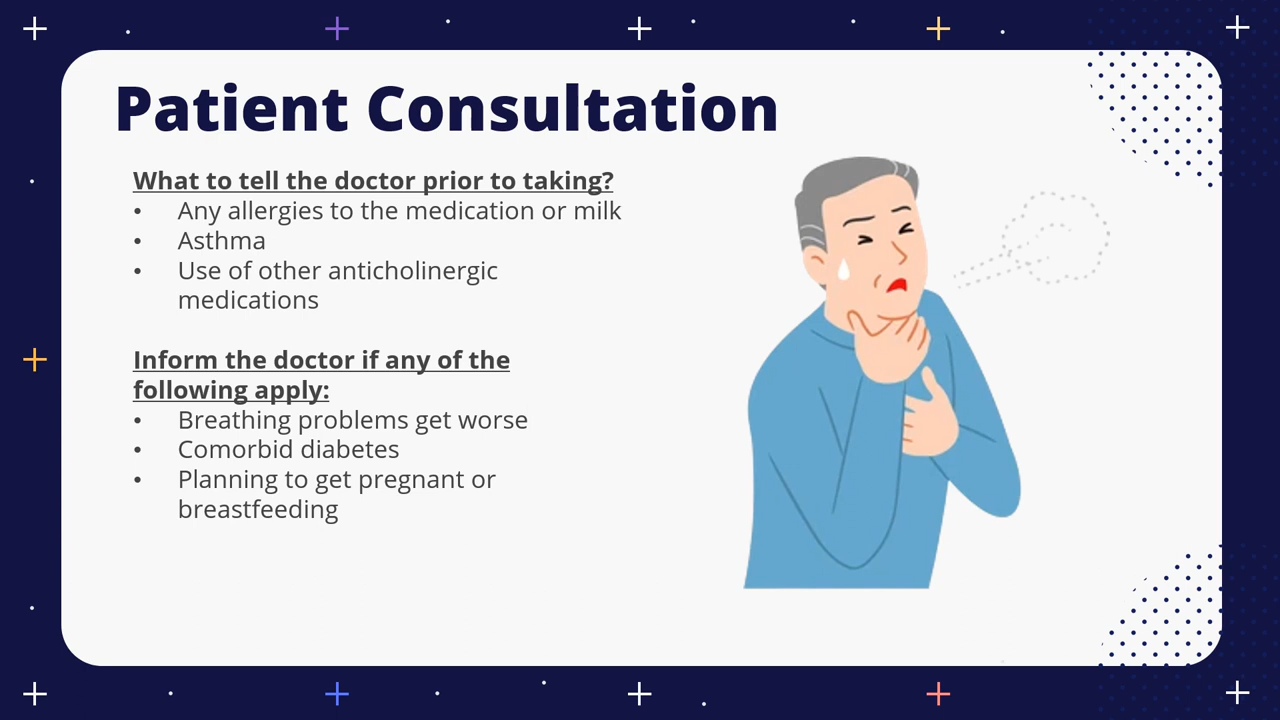 Patient Consultation
What to tell the doctor prior to taking?
• Any allergies to the medication or milk
• Asthma
• Use of other anticholinergic
medications
Inform the doctor if any of the
following apply:
• Breathing problems get worse
• Comorbid diabetes
• Planning to get pregnant or
breastfeeding